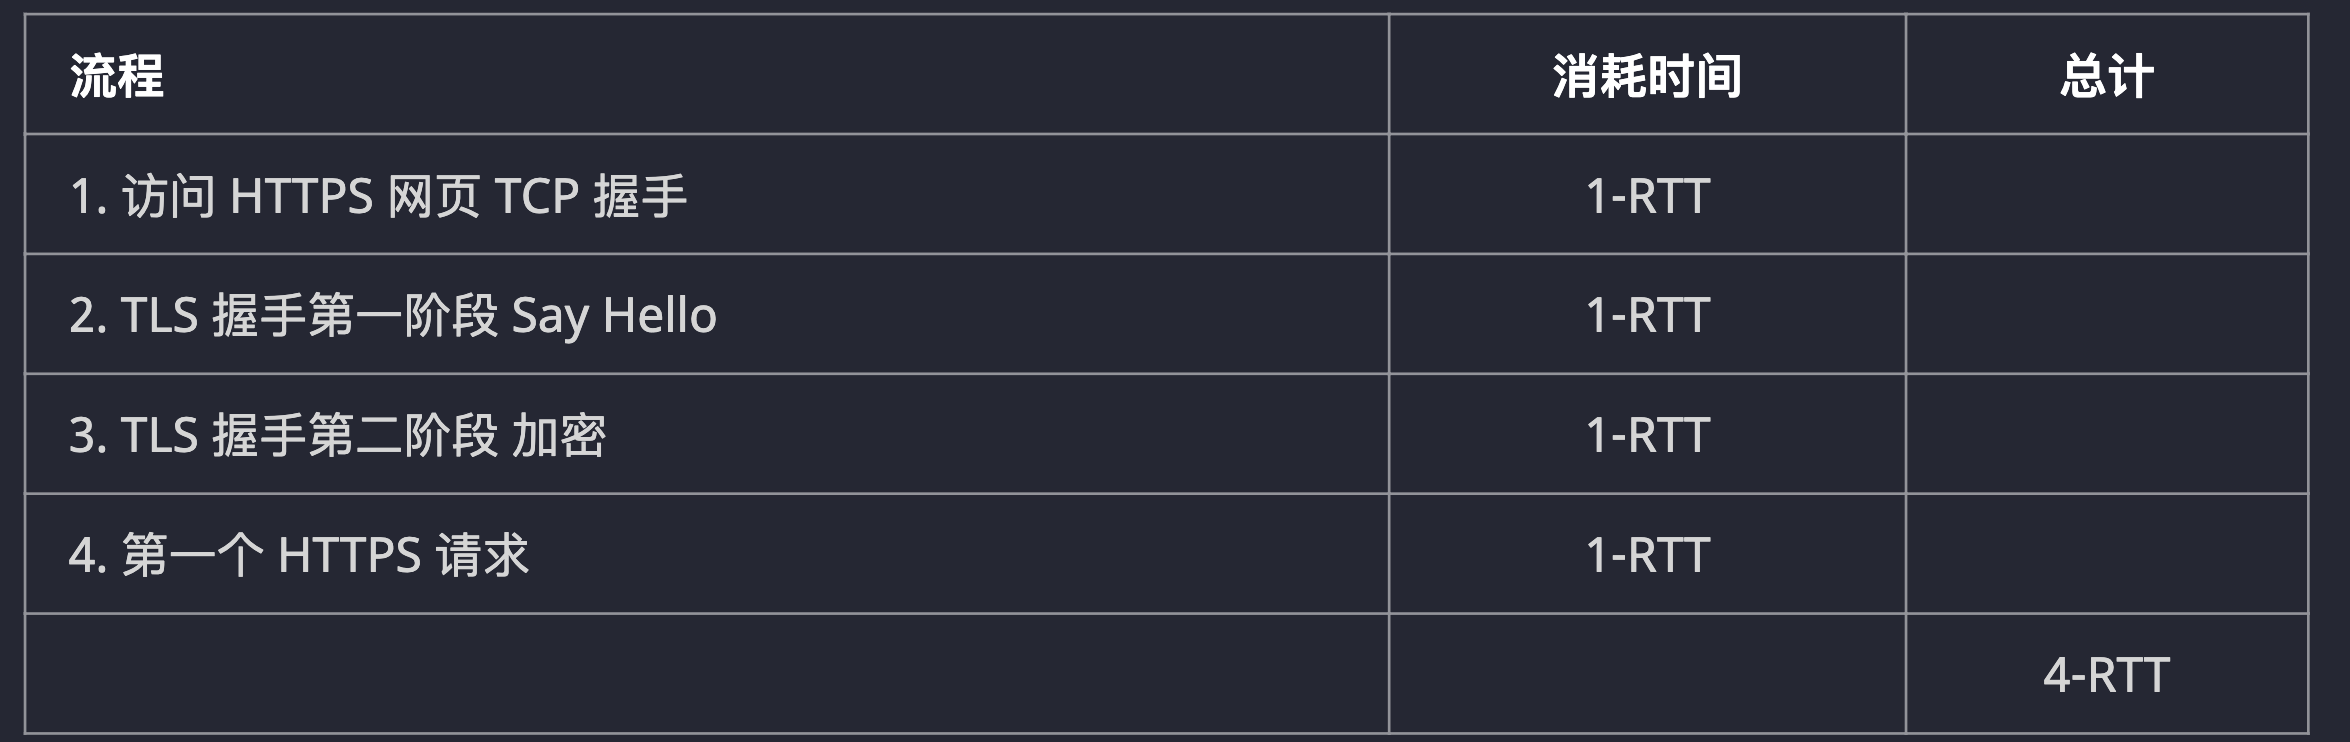 流程 消耗时间 总计
1. 访问 HTTPS 网页 TCP 握手 1-RTT
2. TLS 握手第一阶段 Say Hello 1-RTT
3. TLS 握手第二阶段 加密 1-RTT
4. 第一个 HTTPS 请求 1-RTT
4-RTT